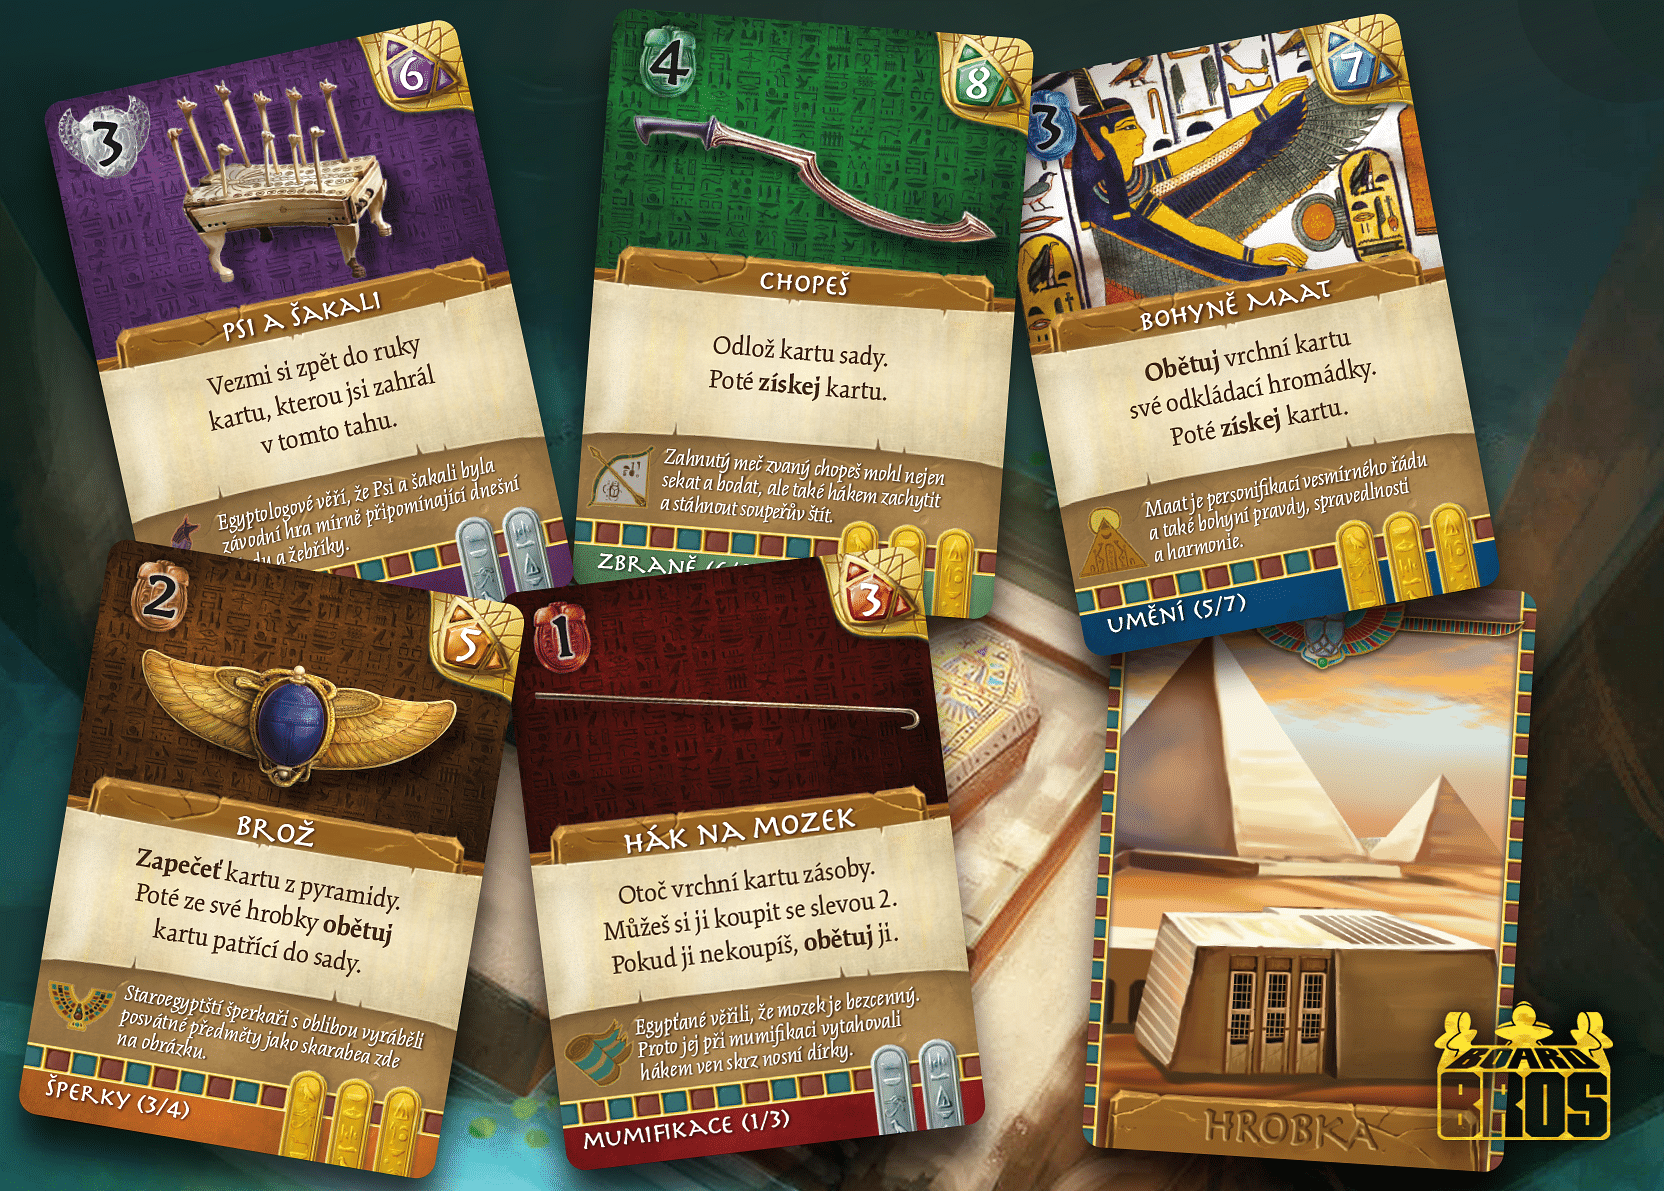 3
6
PSI A ŠAKALI
Vezmi si zpět do ruky
kartu, kterou jsi zahrál
v tomto tahu.
Egyptologové věří, že Psi a šakali byla
závodní hra mírně připomínající dnešní
a žebříky.
4
8
CHOPEŠ
Odlož kartu sady.
Poté získej kartu.
Zahnutý meč zvaný chopeš mohl nejen
sekat a bodat, ale také hákem zachytit
a stáhnout soupeřův štít.
ZBRANĚ
3
7
BOHYNĚ MAAT
Obětuj vrchní kartu
své odkládací hromádky.
Poté získej kartu.
Maat je personifikací vesmírného řádu
a také bohyní pravdy, spravedlnosti
a harmonie.
UMĚNÍ (5/7)
2
5
BROŽ
Zapečeť kartu z pyramidy.
Poté ze své hrobky obětuj
kartu patřící do sady.
Staroegyptští šperkaři s oblibou vyráběli
posvátné předměty jako skarabea zde
na obrázku.
ŠPERKY (3/4)
1
3
HÁK NA MOZEK
Otoč vrchní kartu zásoby.
Můžeš si ji koupit se slevou 2.
Pokud ji nekoupíš, obětuj ji.
Egypťané věřili, že mozek je bezcenný.
Proto jej při mumifikaci vytahovali
hákem ven skrz nosní dírky.
MUMIFIKACE (1/3)
HROBKA
BOARD
BROS